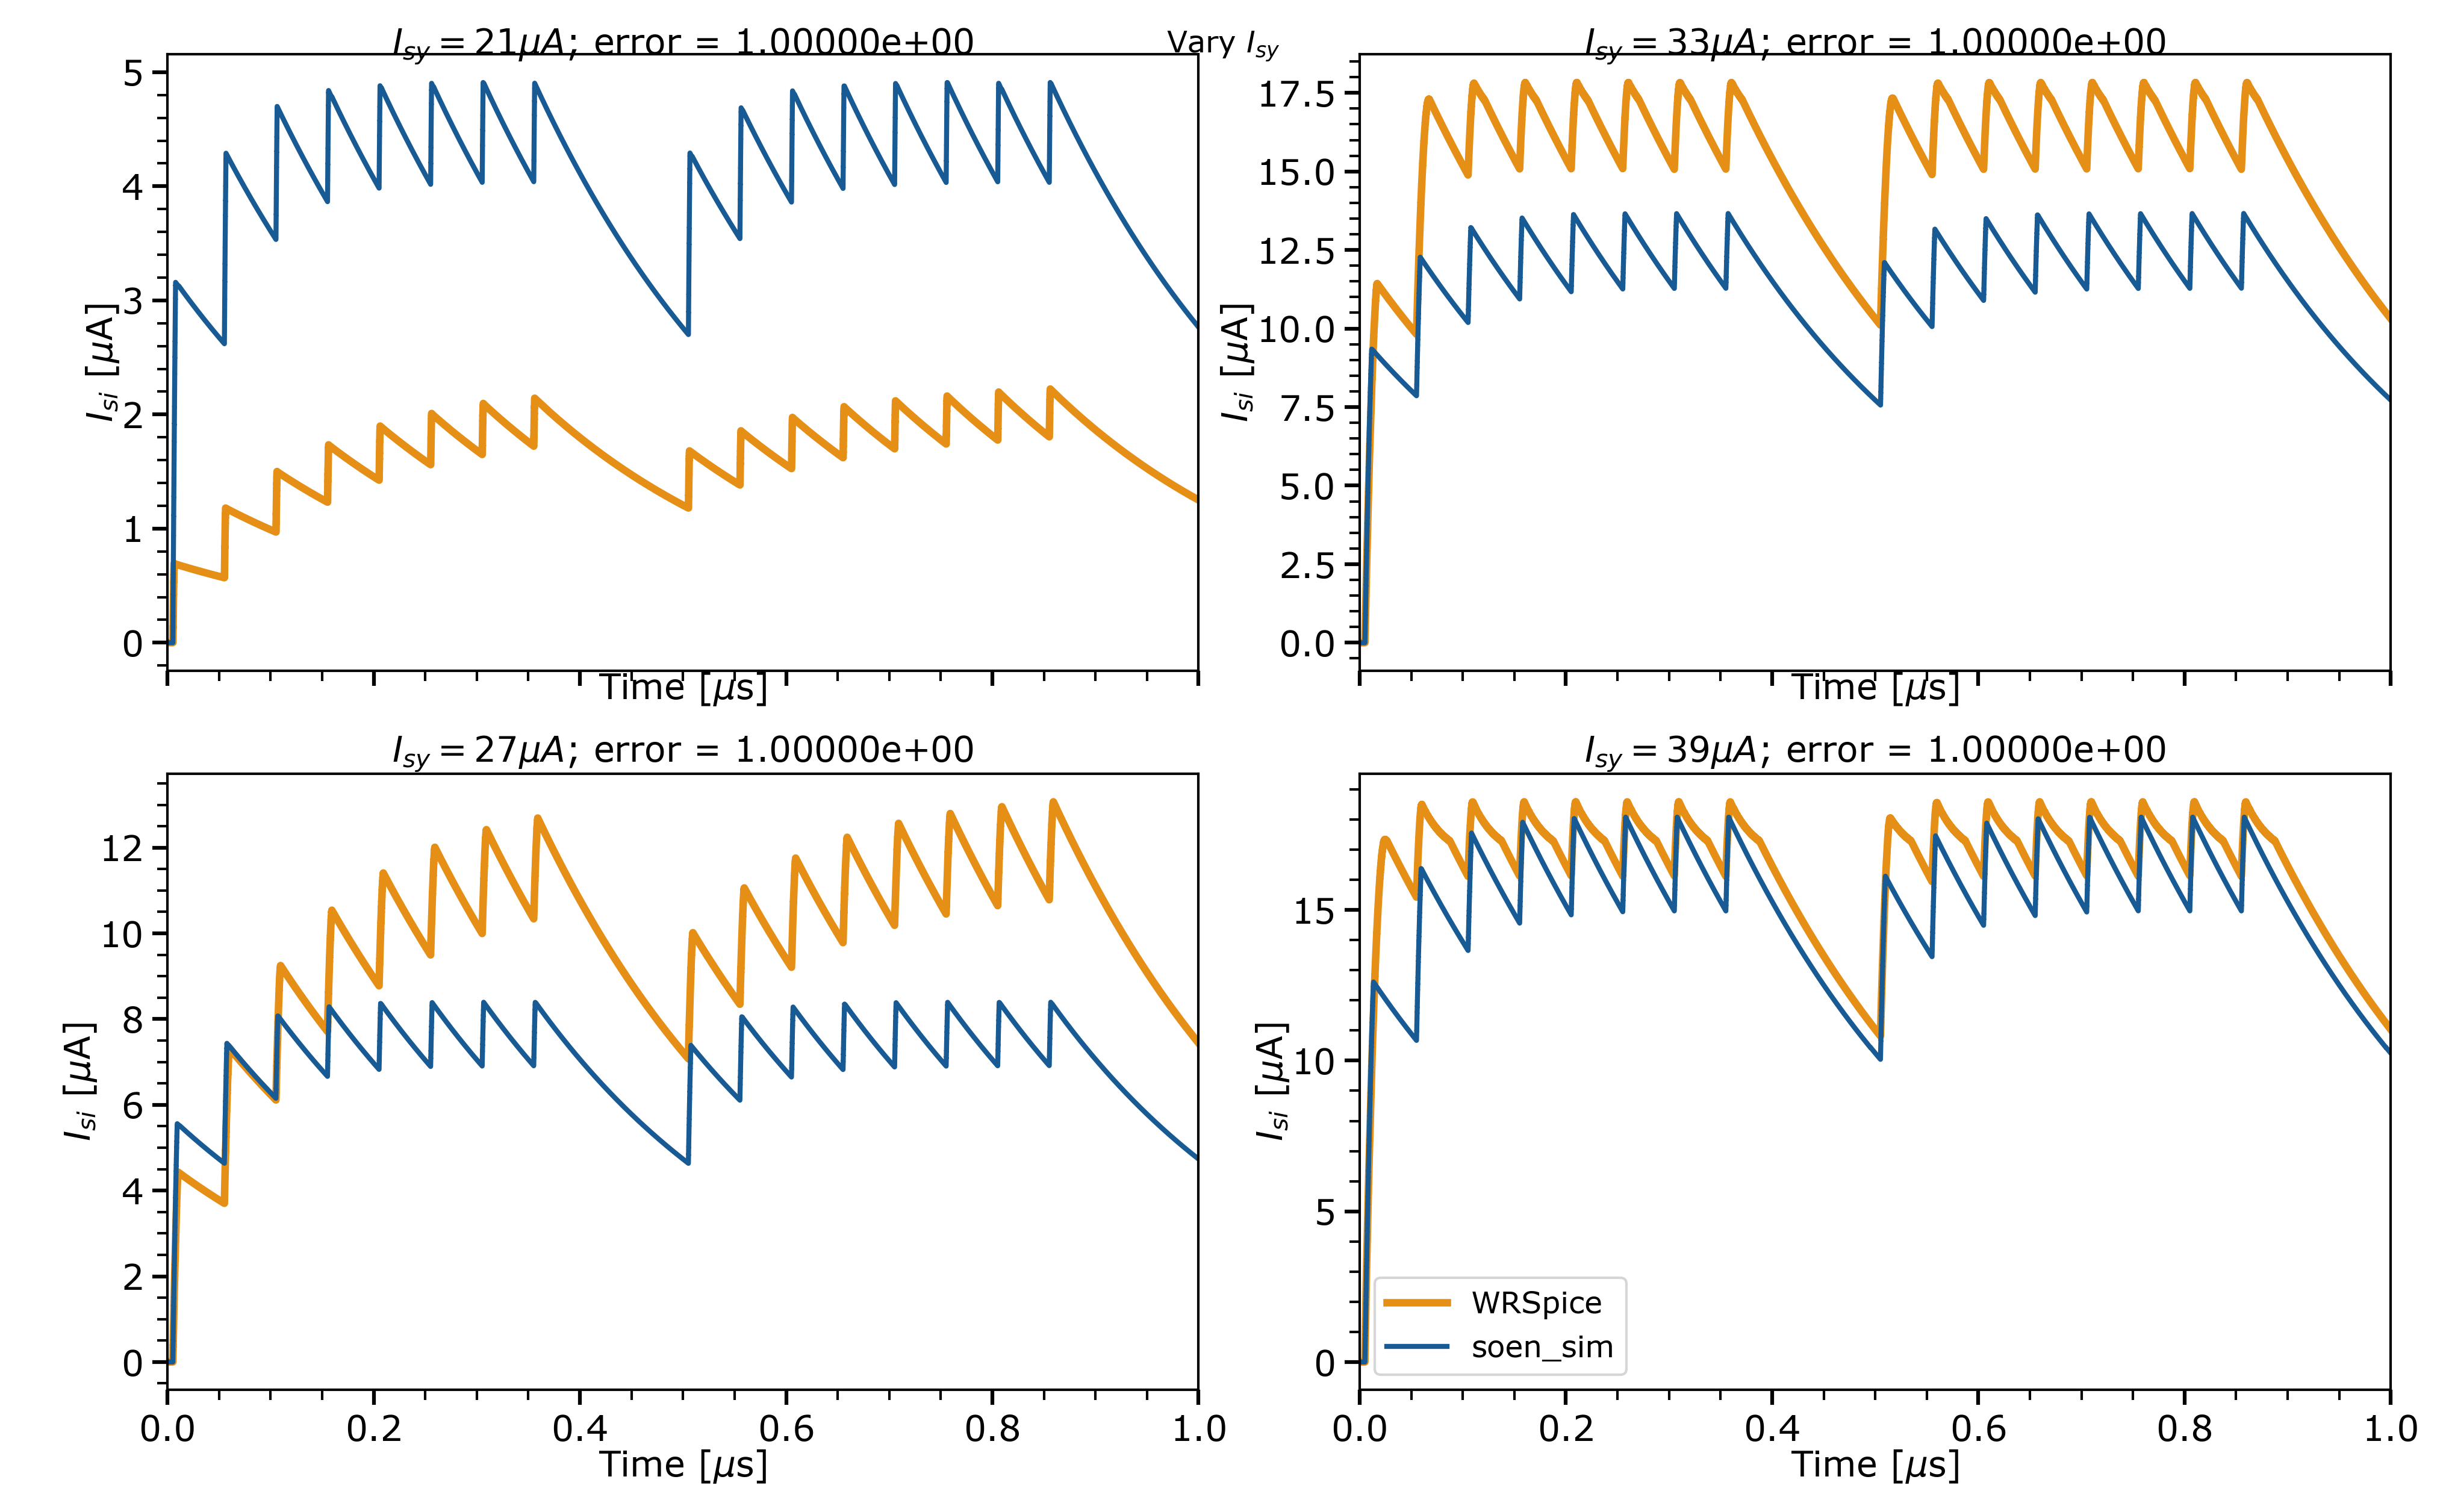 Vary I_sy
I_sy = 21μA; error = 1.00000e+00
5
4
3
2
1
0
I_si [μA]
Time [μs]
I_sy = 33μA; error = 1.00000e+00
17.5
15.0
12.5
10.0
7.5
5.0
2.5
0.0
I_si [μA]
Time [μs]
I_sy = 27μA; error = 1.00000e+00
12
10
8
6
4
2
0
I_si [μA]
0.0 0.2 0.4 0.6 0.8 1.0
Time [μs]
I_sy = 39μA; error = 1.00000e+00
15
10
5
0
I_si [μA]
WRSpice
soen_sim
0.0 0.2 0.4 0.6 0.8 1.0
Time [μs]